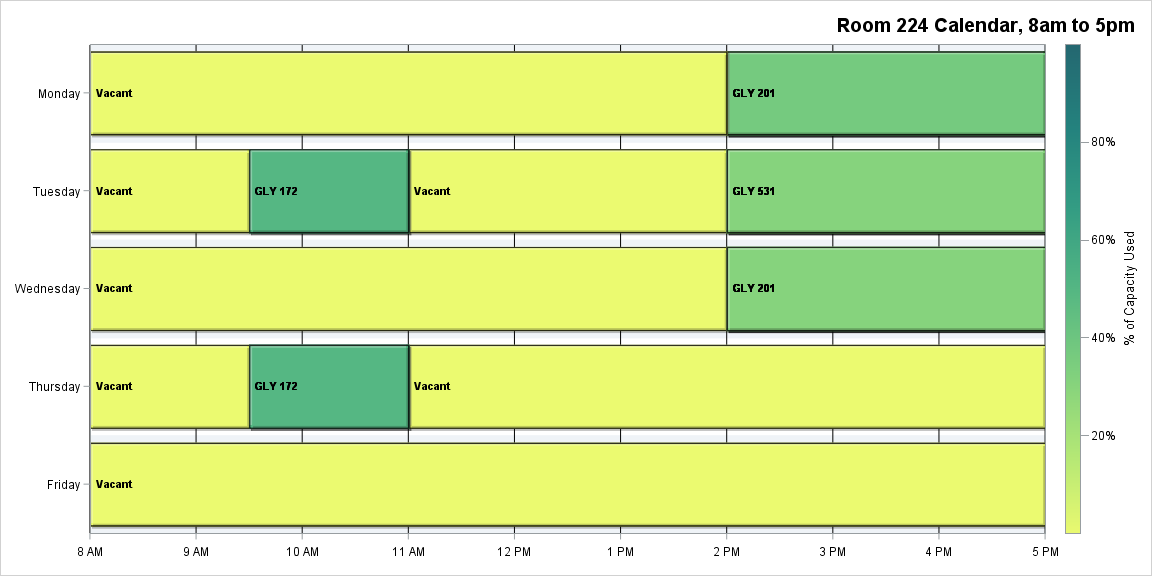 Room 224 Calendar, 8am to 5pm
Monday
Vacant
GLY 201
Tuesday
Vacant
GLY 172
Vacant
GLY 531
Wednesday
Vacant
GLY 201
Thursday
Vacant
GLY 172
Vacant
Friday
Vacant
8 AM
9 AM
10 AM
11 AM
12 PM
1 PM
2 PM
3 PM
4 PM
5 PM
80%
60%
40%
20%
% of Capacity Used